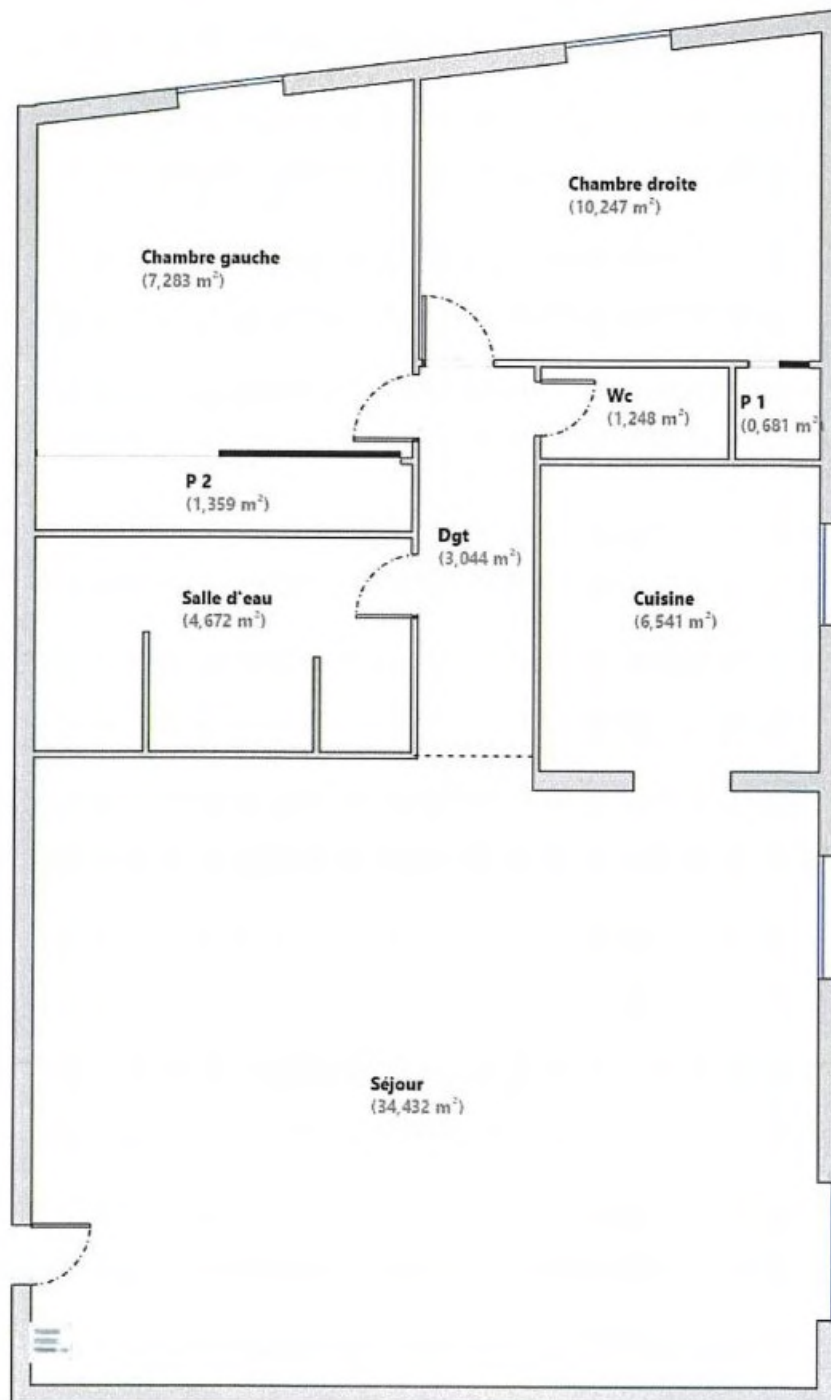 Chambre droite
(10,247 m²)
Chambre gauche
(7,283 m²)
Wc
(1,248 m²)
P 1
(0,681 m²)
P 2
(1,359 m²)
Dgt
(3,044 m²)
Salle d'eau
(4,672 m²)
Cuisine
(6,541 m²)
Séjour
(34,432 m²)